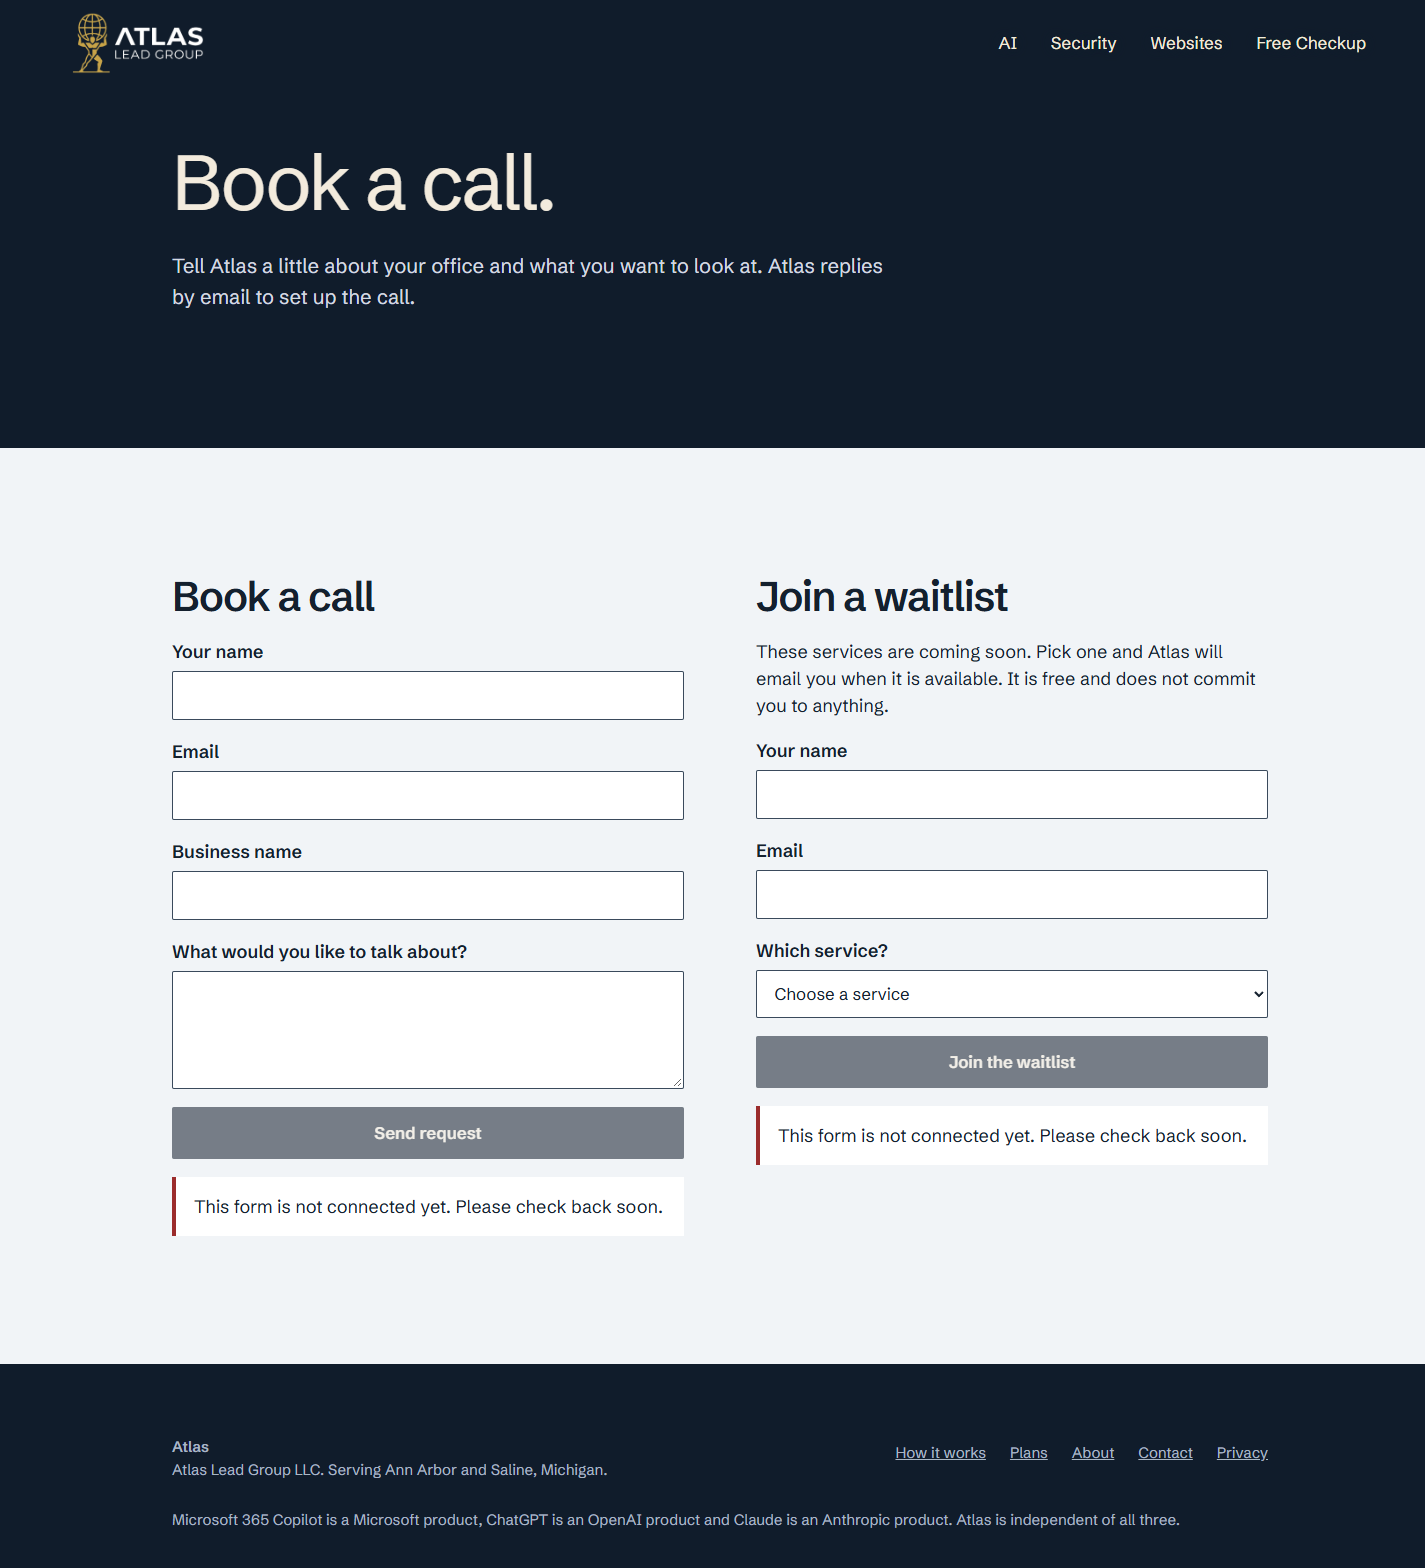 ATLAS
LEAD GROUP
AI Security Websites Free Checkup
Book a call.
Tell Atlas a little about your office and what you want to look at. Atlas replies
by email to set up the call.
Book a call
Your name
Email
Business name
What would you like to talk about?
Send request
This form is not connected yet. Please check back soon.
Join a waitlist
These services are coming soon. Pick one and Atlas will
email you when it is available. It is free and does not commit
you to anything.
Your name
Email
Which service?
Choose a service
Join the waitlist
This form is not connected yet. Please check back soon.
Atlas
Atlas Lead Group LLC. Serving Ann Arbor and Saline, Michigan.
How it works Plans About Contact Privacy
Microsoft 365 Copilot is a Microsoft product, ChatGPT is an OpenAI product and Claude is an Anthropic product. Atlas is independent of all three.